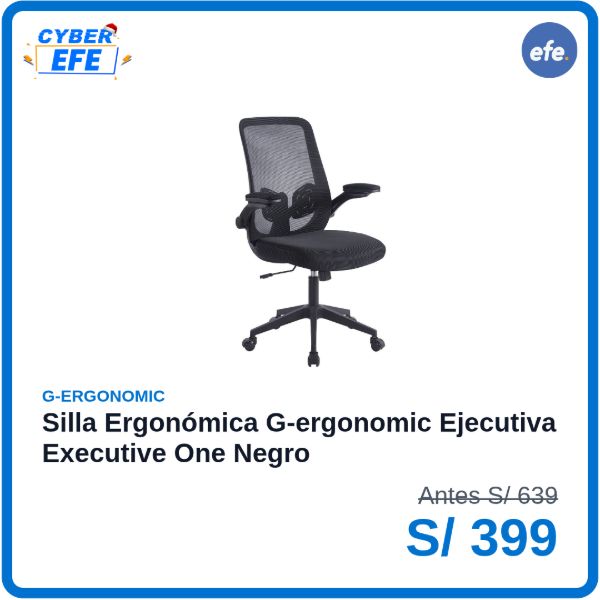 CYBER
EFE
efe.
G-ERGONOMIC
Silla Ergonómica G-ergonomic Ejecutiva
Executive One Negro
Antes S/ 639
S/ 399